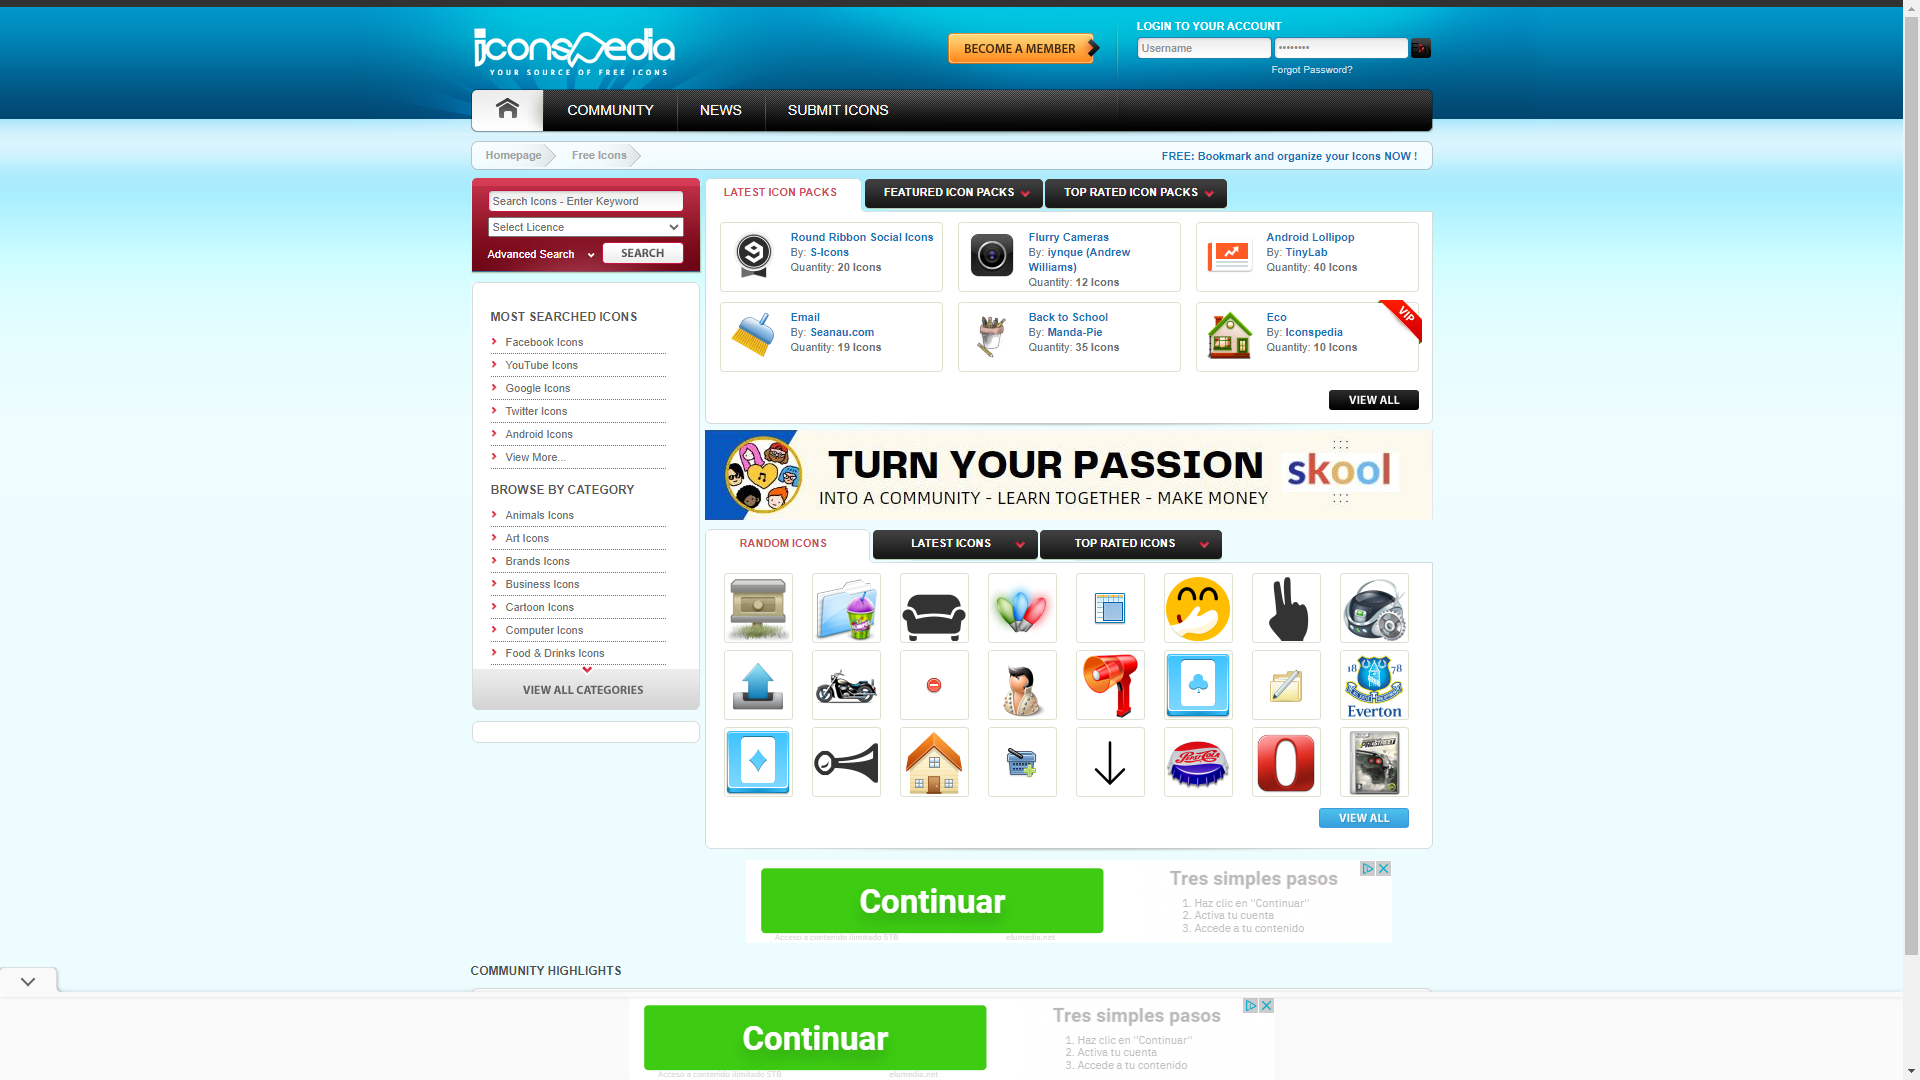 iconspedia
YOUR SOURCE OF FREE ICONS
BECOME A MEMBER
LOGIN TO YOUR ACCOUNT
Username
••••••••
Forgot Password?
COMMUNITY
NEWS
SUBMIT ICONS
Homepage
Free Icons
FREE: Bookmark and organize your Icons NOW !
Search Icons - Enter Keyword
Select Licence
Advanced Search
SEARCH
MOST SEARCHED ICONS
Facebook Icons
YouTube Icons
Google Icons
Twitter Icons
Android Icons
View More...
BROWSE BY CATEGORY
Animals Icons
Art Icons
Brands Icons
Business Icons
Cartoon Icons
Computer Icons
Food & Drinks Icons
VIEW ALL CATEGORIES
LATEST ICON PACKS
FEATURED ICON PACKS
TOP RATED ICON PACKS
Round Ribbon Social Icons
By: S-Icons
Quantity: 20 Icons
Flurry Cameras
By: iynque (Andrew
Williams)
Quantity: 12 Icons
Android Lollipop
By: TinyLab
Quantity: 40 Icons
Email
By: Seanau.com
Quantity: 19 Icons
Back to School
By: Manda-Pie
Quantity: 35 Icons
Eco
By: Iconspedia
Quantity: 10 Icons
VIP
VIEW ALL
TURN YOUR PASSION
INTO A COMMUNITY - LEARN TOGETHER - MAKE MONEY
skool
RANDOM ICONS
LATEST ICONS
TOP RATED ICONS
18 78
Everton
Pepsi-Cola
PROSTREET
VIEW ALL
Continuar
Acceso a contenido ilimitado STB
elumedia.net
Tres simples pasos
1. Haz clic en "Continuar"
2. Activa tu cuenta
3. Accede a tu contenido
COMMUNITY HIGHLIGHTS
Continuar
Acceso a contenido ilimitado STB
elumedia.net
Tres simples pasos
1. Haz clic en "Continuar"
2. Activa tu cuenta
3. Accede a tu contenido